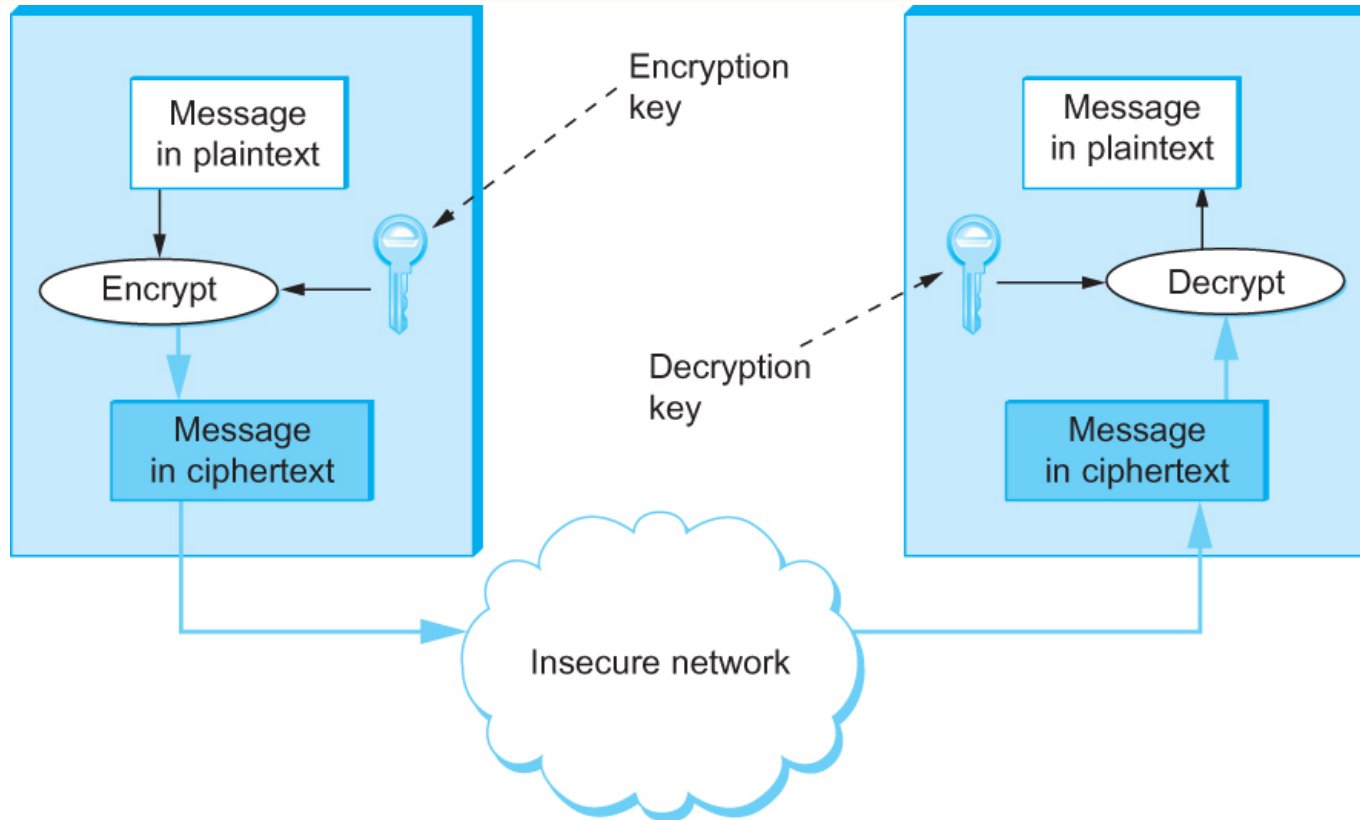 Message
in plaintext
Encrypt
Message
in ciphertext
Encryption
key
Decryption
key
Insecure network
Message
in plaintext
Decrypt
Message
in ciphertext